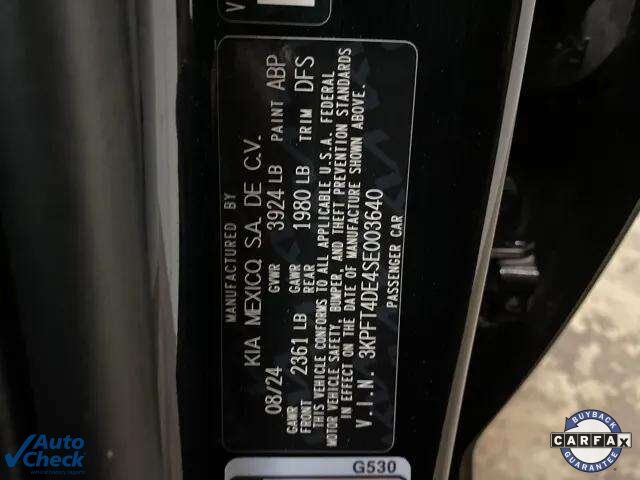 MANUFACTURED BY
KIA MEXICO S.A. DE C.V.
08/24 GVWR 3924 LB PAINT ABP
GAWR FRONT 2361 LB GAWR REAR 1980 LB TRIM DFS
THIS VEHICLE CONFORMS TO ALL APPLICABLE U.S.A. FEDERAL
MOTOR VEHICLE SAFETY, BUMPER, AND THEFT PREVENTION STANDARDS
IN EFFECT ON THE DATE OF MANUFACTURE SHOWN ABOVE.
V.I.N. 3KPFT4DE4SE003640
PASSENGER CAR
V
G530
Auto
Check
BUYBACK
CARFAX
GUARANTEE